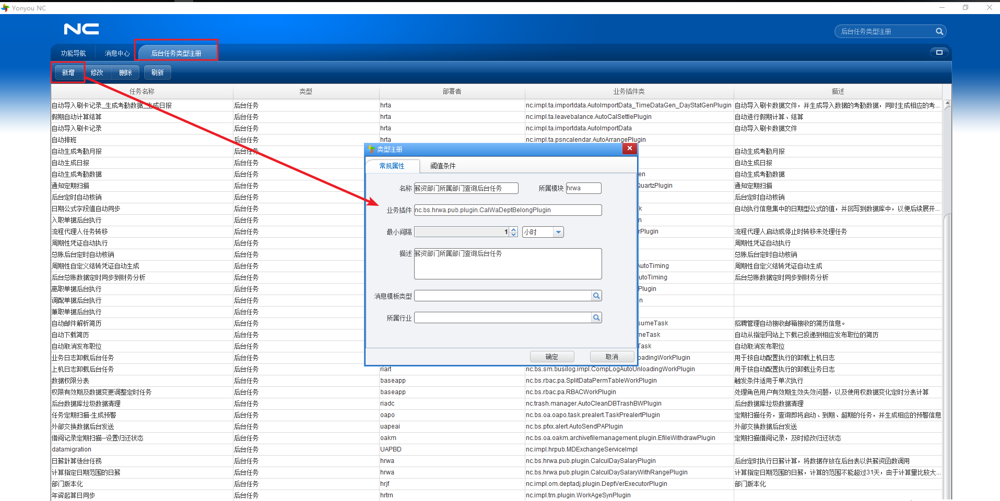 Yonyou NC
NC
后台任务类型注册
功能导航 消息中心 后台任务类型注册
新增 修改 删除 刷新
任务名称 类型 部署者 业务插件类 描述
自动导入刷卡记录_生成考勤数据_生成日报 后台任务 hrta nc.impl.ta.importdata.AutoImportData_TimeDataGen_DayStatGenPlugin 自动导入刷卡数据文件，并生成导入数据的考勤数据，同时生成相应的考...
假期自动计算结算 后台任务 hrta nc.impl.ta.leavebalance.AutoCalSettlePlugin 自动进行假期计算、结算
自动导入刷卡记录 后台任务 hrta nc.impl.ta.importdata.AutoImportData 自动导入刷卡数据文件
自动排班 后台任务 hrta nc.impl.ta.psncalendar.AutoArrangePlugin
自动生成考勤月报 后台任务 自动生成考勤月报
自动生成日报 后台任务 自动生成日报
自动生成考勤数据 后台任务 en 自动生成考勤数据
通知定期扫描 后台任务 QuartzPlugin 通知定期扫描
后台定时自动核销 后台任务 后台定时自动核销
日期公式字段值自动同步 后台任务 k 自动执行信息集中的日期型公式的值，并回写到数据库中，以便后续展开...
入职单据后台执行 后台任务 n
流程代理人任务转移 后台任务 rPlugin 流程代理人启动或停止时转移未处理任务
周期性凭证自动执行 后台任务 周期性凭证自动执行
总账后台定时自动核销 后台任务 总账后台定时自动核销
周期性自定义结转凭证自动生成 后台任务 AutoTiming 周期性自定义结转凭证自动生成
后台总账数据定时同步到财务分析 后台任务 utoTiming 后台总账数据定时同步到财务分析
离职单据后台执行 后台任务 Plugin
调配单据后台执行 后台任务 n
兼职单据后台执行 后台任务
自动邮件解析简历 后台任务 sumeTask 招聘管理自动接收邮箱接收的简历信息。
自动下载简历 后台任务 meTask 自动从指定网站上下载已投递到相应发布职位的简历
自动取消发布职位 后台任务 Task 自动取消发布职位
业务日志卸载后台任务 后台任务 oadingWorkPlugin 用于按自动配置执行的卸载上机日志
上机日志卸载后台任务 后台任务 riart nc.bs.sm.busilog.impl.CompLogAutoUnloadingWorkPlugin 用于按自动配置执行的卸载业务日志
数据权限分表 后台任务 baseapp nc.bs.rbac.pa.SplitDataPermTableWorkPlugin 触发条件适用于单次执行
权限有效期及数据变更调整定时任务 后台任务 baseapp nc.bs.rbac.pa.RBACWorkPlugin 处理角色用户有效期生效失效问题，以及使用权数据变化定时分表计算
后台数据库垃圾数据清理 后台任务 riadc nc.trash.manager.AutoCleanDBTrashBWPlugin 后台数据库垃圾数据清理
任务定期扫描-生成预警 后台任务 oapo nc.bs.oa.oapo.task.prealert.TaskPrealertPlugin 定期扫描任务，查询即将启动、到期、超期的任务，并生成相应的预警信息
外部交换数据后台发送 后台任务 uapeai nc.bs.pfxx.alert.AutoSendPAPlugin 外部交换数据后台发送
借阅记录定期扫描--设置归还状态 后台任务 oakm nc.bs.oa.oakm.archivefilemanagement.plugin.EfileWithdrawPlugin 定期扫描借阅记录，及时修改归还状态
datamigration 后台任务 UAPBD nc.impl.hrpub.MDExchangeServiceImpl
日薪計算後台任務 后台任务 hrwa nc.bs.hrwa.pub.plugin.CalculDaySalaryPlugin 后台定时执行日薪计算，将数据存放在后台表以供薪资函数调用
计算指定日期范围的日薪 后台任务 hrwa nc.bs.hrwa.pub.plugin.CalculDaySalaryWithRangePlugin 计算指定日期范围的日薪，计算的范围不能超过31天，由于计算量比较大...
部门版本化 后台任务 hrjf nc.impl.om.deptadj.plugin.DeptVerExecutorPlugin 部门版本化
年资起算日同步 后台任务 hrtrn nc.impl.trn.plugin.WorkAgeSynPlugin
类型注册
常规属性 阈值条件
名称 薪资部门所属部门查询后台任务 所属模块 hrwa
业务插件 nc.bs.hrwa.pub.plugin.CalWaDeptBelongPlugin
最小间隔 1 小时
描述 薪资部门所属部门查询后台任务
消息模板类型
所属行业
确定 取消